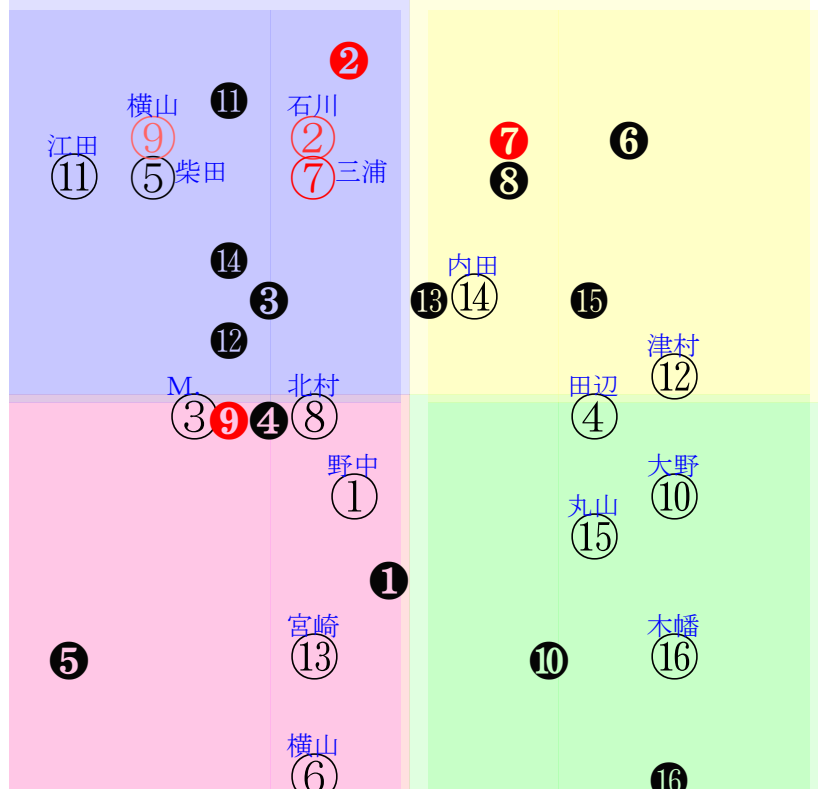 ❷
横山 ⓫ 石川
⑨ ② ❼ ❻
江田
⑪ ⑤ 柴田 ⑦ 三浦 ❽
⓮ 内田
❸ ⓭ ⑭ ⓯
⓬ 津村
⑫
M. 北村 田辺
③ ❾ ❹ ⑧ ④
野中 大野
① ⑩
丸山
⑮
❶
宮崎 木幡
❺ ⑬ ❿ ⑯
横山
⑥ ⓰